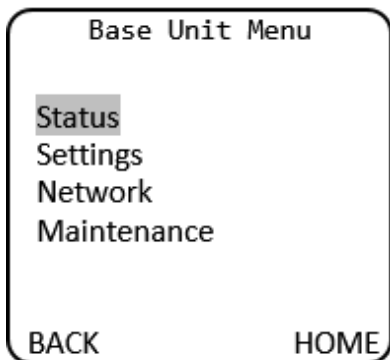 Base Unit Menu
Status
Settings
Network
Maintenance
BACK HOME